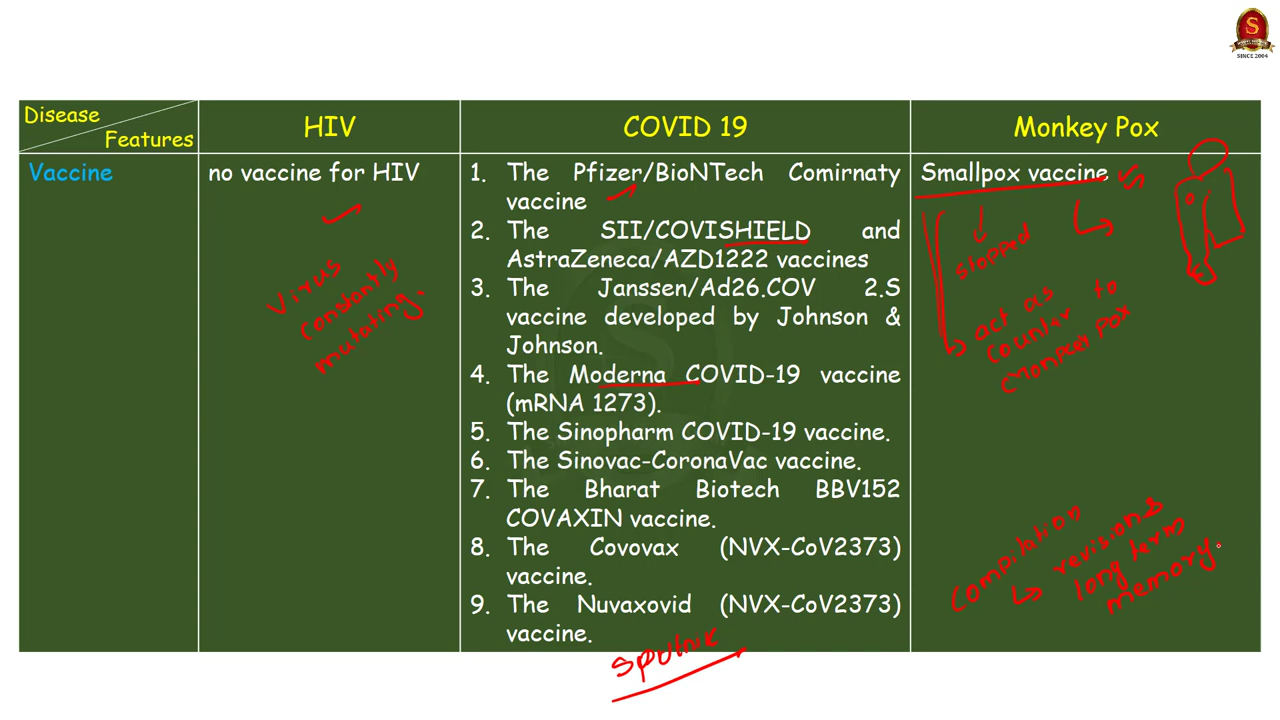 S
SINCE 2004
Disease
Features
HIV
COVID 19
Monkey Pox
Vaccine
no vaccine for HIV
Virus
constantly
mutating.
1. The Pfizer/BioNTech Comirnaty
vaccine
2. The SII/COVISHIELD and
AstraZeneca/AZD1222 vaccines
3. The Janssen/Ad26.COV 2.S
vaccine developed by Johnson &
Johnson.
4. The Moderna COVID-19 vaccine
(mRNA 1273).
5. The Sinopharm COVID-19 vaccine.
6. The Sinovac-CoronaVac vaccine.
7. The Bharat Biotech BBV152
COVAXIN vaccine.
8. The Covovax (NVX-CoV2373)
vaccine.
9. The Nuvaxovid (NVX-CoV2373)
vaccine.
Sputnik
Smallpox vaccine
stopped
act as
counter to
monkey pox
compilation
revisions
long term
memory.